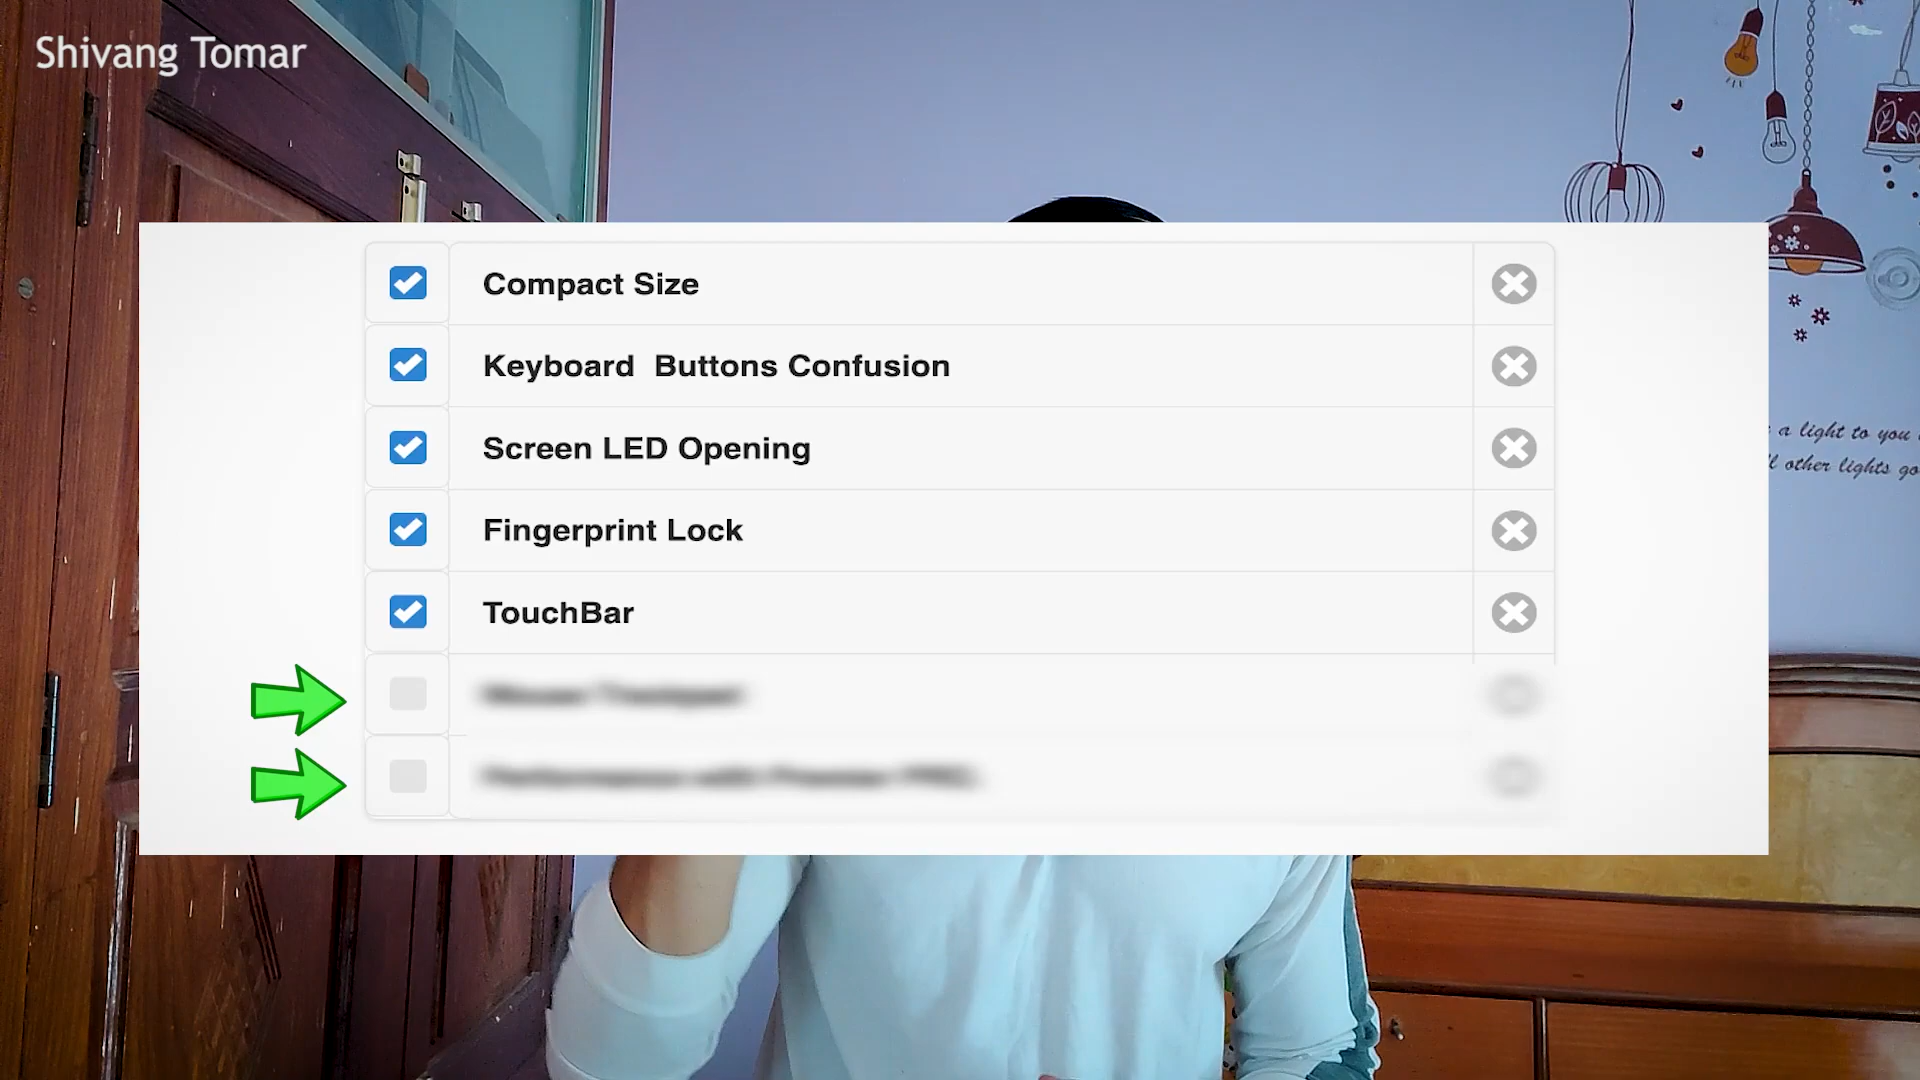 Shivang Tomar
Compact Size
Keyboard Buttons Confusion
Screen LED Opening
Fingerprint Lock
TouchBar
a light to you
other lights go